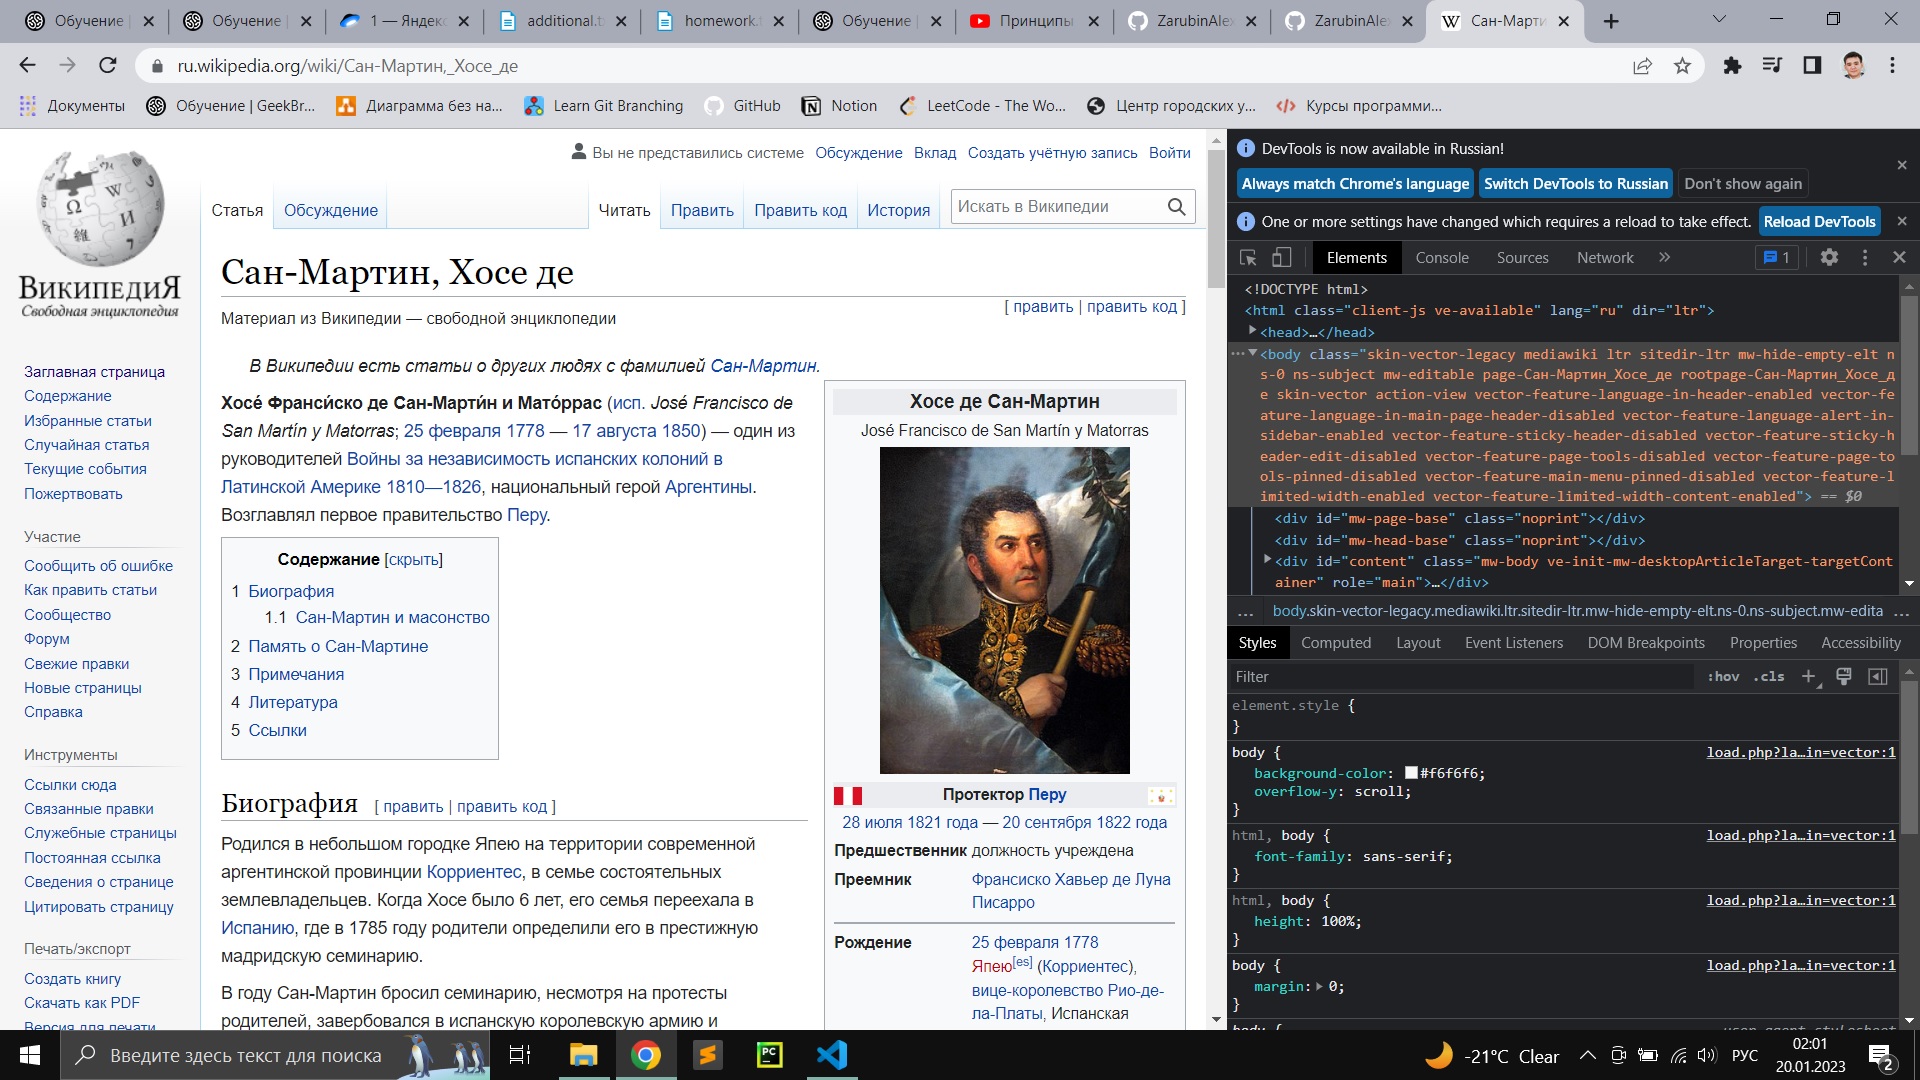 Обучение |
Обучение |
1 — Яндекс
additional.t
homework.t
Обучение |
Принципы
ZarubinAle
ZarubinAle
Сан-Марти
ru.wikipedia.org/wiki/Сан-Мартин,_Хосе_де
Документы
Обучение | GeekBr...
Диаграмма без на...
Learn Git Branching
GitHub
Notion
LeetCode - The Wo...
Центр городских у...
Курсы программи...
ВикипедиЯ
Свободная энциклопедия
Заглавная страница
Содержание
Избранные статьи
Случайная статья
Текущие события
Пожертвовать
Участие
Сообщить об ошибке
Как править статьи
Сообщество
Форум
Свежие правки
Новые страницы
Справка
Инструменты
Ссылки сюда
Связанные правки
Служебные страницы
Постоянная ссылка
Сведения о странице
Цитировать страницу
Печать/экспорт
Создать книгу
Скачать как PDF
Версия для печати
Вы не представились системе Обсуждение Вклад Создать учётную запись Войти
Статья Обсуждение Читать Править Править код История Искать в Википедии
Сан-Мартин, Хосе де
[ править | править код ]
Материал из Википедии — свободной энциклопедии
В Википедии есть статьи о других людях с фамилией Сан-Мартин.
Хосе́ Франси́ско де Сан-Марти́н и Мато́ррас (исп. José Francisco de
San Martín y Matorras; 25 февраля 1778 — 17 августа 1850) — один из
руководителей Войны за независимость испанских колоний в
Латинской Америке 1810—1826, национальный герой Аргентины.
Возглавлял первое правительство Перу.
Содержание [скрыть]
1 Биография
1.1 Сан-Мартин и масонство
2 Память о Сан-Мартине
3 Примечания
4 Литература
5 Ссылки
Биография [ править | править код ]
Родился в небольшом городке Япею на территории современной
аргентинской провинции Корриентес, в семье состоятельных
землевладельцев. Когда Хосе было 6 лет, его семья переехала в
Испанию, где в 1785 году родители определили его в престижную
мадридскую семинарию.
В году Сан-Мартин бросил семинарию, несмотря на протесты
родителей, завербовался в испанскую королевскую армию и
Хосе де Сан-Мартин
José Francisco de San Martín y Matorras
Протектор Перу
28 июля 1821 года — 20 сентября 1822 года
Предшественник должность учреждена
Преемник Франсиско Хавьер де Луна
Писарро
Рождение 25 февраля 1778
Япею[es] (Корриентес),
вице-королевство Рио-де-
ла-Платы, Испанская
DevTools is now available in Russian!
Always match Chrome's language Switch DevTools to Russian Don't show again
One or more settings have changed which requires a reload to take effect. Reload DevTools
Elements Console Sources Network » 1
<!DOCTYPE html>
<html class="client-js ve-available" lang="ru" dir="ltr">
<head>…</head>
<body class="skin-vector-legacy mediawiki ltr sitedir-ltr mw-hide-empty-elt n
s-0 ns-subject mw-editable page-Сан-Мартин_Хосе_де rootpage-Сан-Мартин_Хосе_д
е skin-vector action-view vector-feature-language-in-header-enabled vector-fe
ature-language-in-main-page-header-disabled vector-feature-language-alert-in-
sidebar-enabled vector-feature-sticky-header-disabled vector-feature-sticky-h
eader-edit-disabled vector-feature-page-tools-disabled vector-feature-page-to
ols-pinned-disabled vector-feature-main-menu-pinned-disabled vector-feature-l
imited-width-enabled vector-feature-limited-width-content-enabled"> == $0
<div id="mw-page-base" class="noprint"></div>
<div id="mw-head-base" class="noprint"></div>
<div id="content" class="mw-body ve-init-mw-desktopArticleTarget-targetCont
ainer" role="main">…</div>
... body.skin-vector-legacy.mediawiki.ltr.sitedir-ltr.mw-hide-empty-elt.ns-0.ns-subject.mw-edita ...
Styles Computed Layout Event Listeners DOM Breakpoints Properties Accessibility
Filter :hov .cls
element.style {
}
body { load.php?la…in=vector:1
background-color: #f6f6f6;
overflow-y: scroll;
}
html, body { load.php?la…in=vector:1
font-family: sans-serif;
}
html, body { load.php?la…in=vector:1
height: 100%;
}
body { load.php?la…in=vector:1
margin: 0;
}
body { user agent stylesheet
Введите здесь текст для поиска
-21°C Clear
РУС
02:01
20.01.2023
2